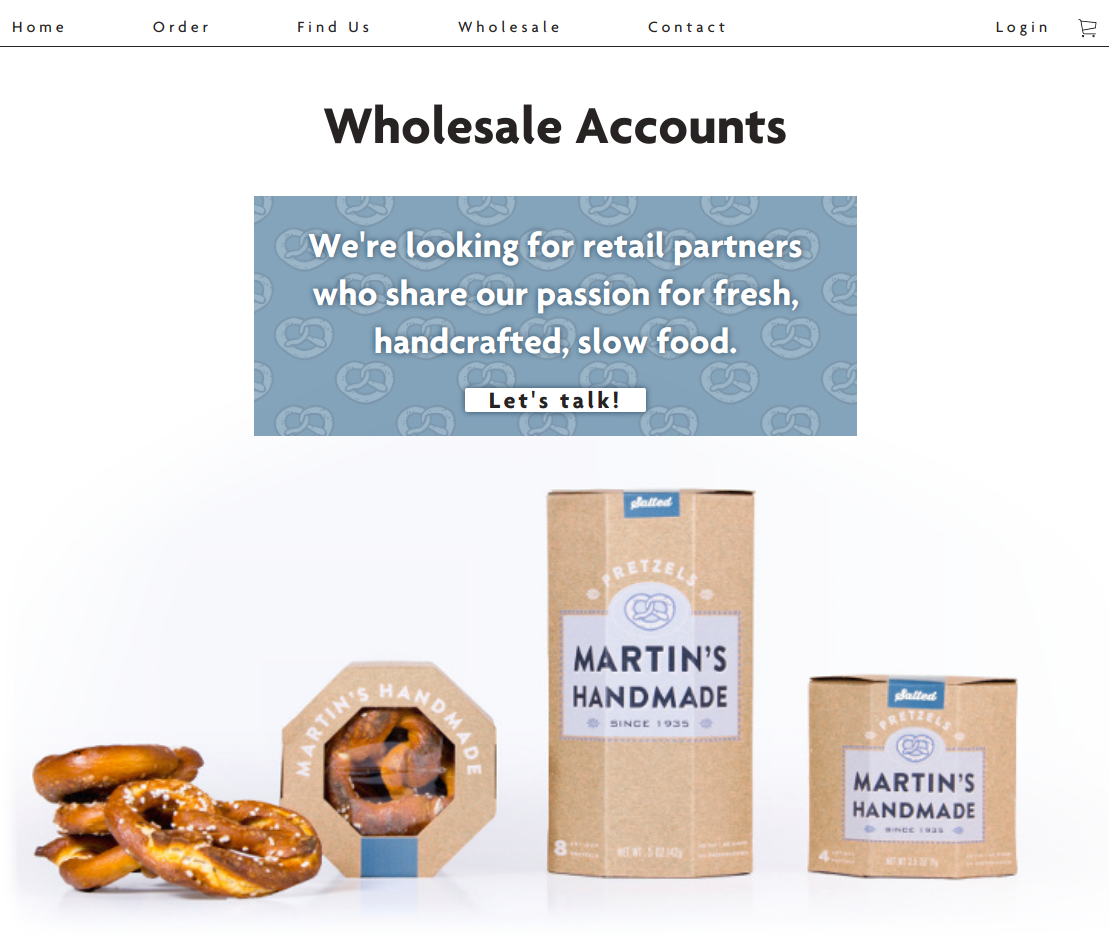 Home Order Find Us Wholesale Contact Login
Wholesale Accounts
We're looking for retail partners
who share our passion for fresh,
handcrafted, slow food.
Let's talk!
MARTIN'S HANDMADE
Salted
PRETZELS
MARTIN'S
HANDMADE
SINCE 1935
8
NET WT.
Salted
PRETZELS
MARTIN'S
HANDMADE
SINCE 1935
4
NET WT